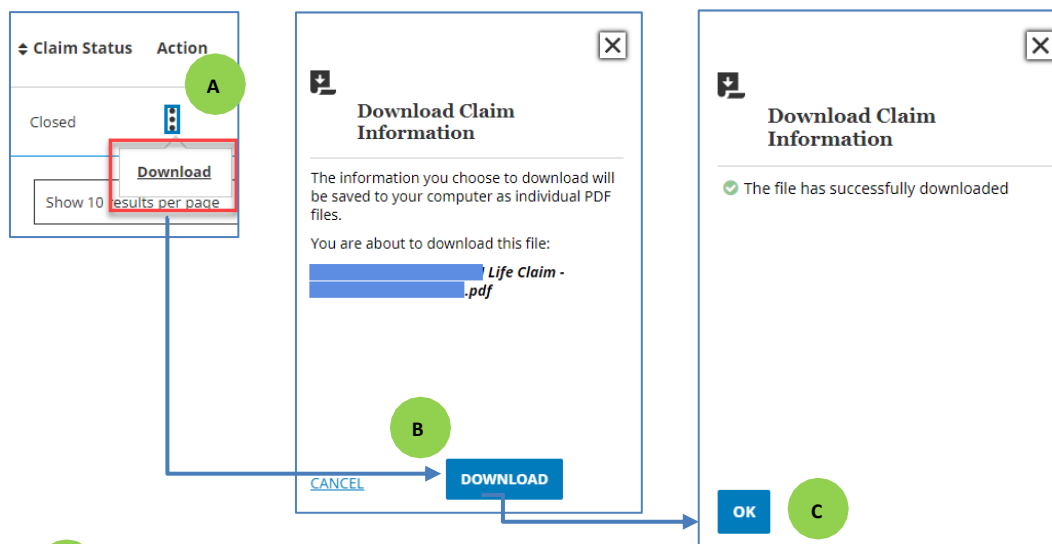 Claim Status Action
A
Closed
Download
Show 10 results per page
Download Claim
Information
The information you choose to download will
be saved to your computer as individual PDF
files.
You are about to download this file:
Life Claim -
.pdf
B
CANCEL
DOWNLOAD
Download Claim
Information
The file has successfully downloaded
OK
C